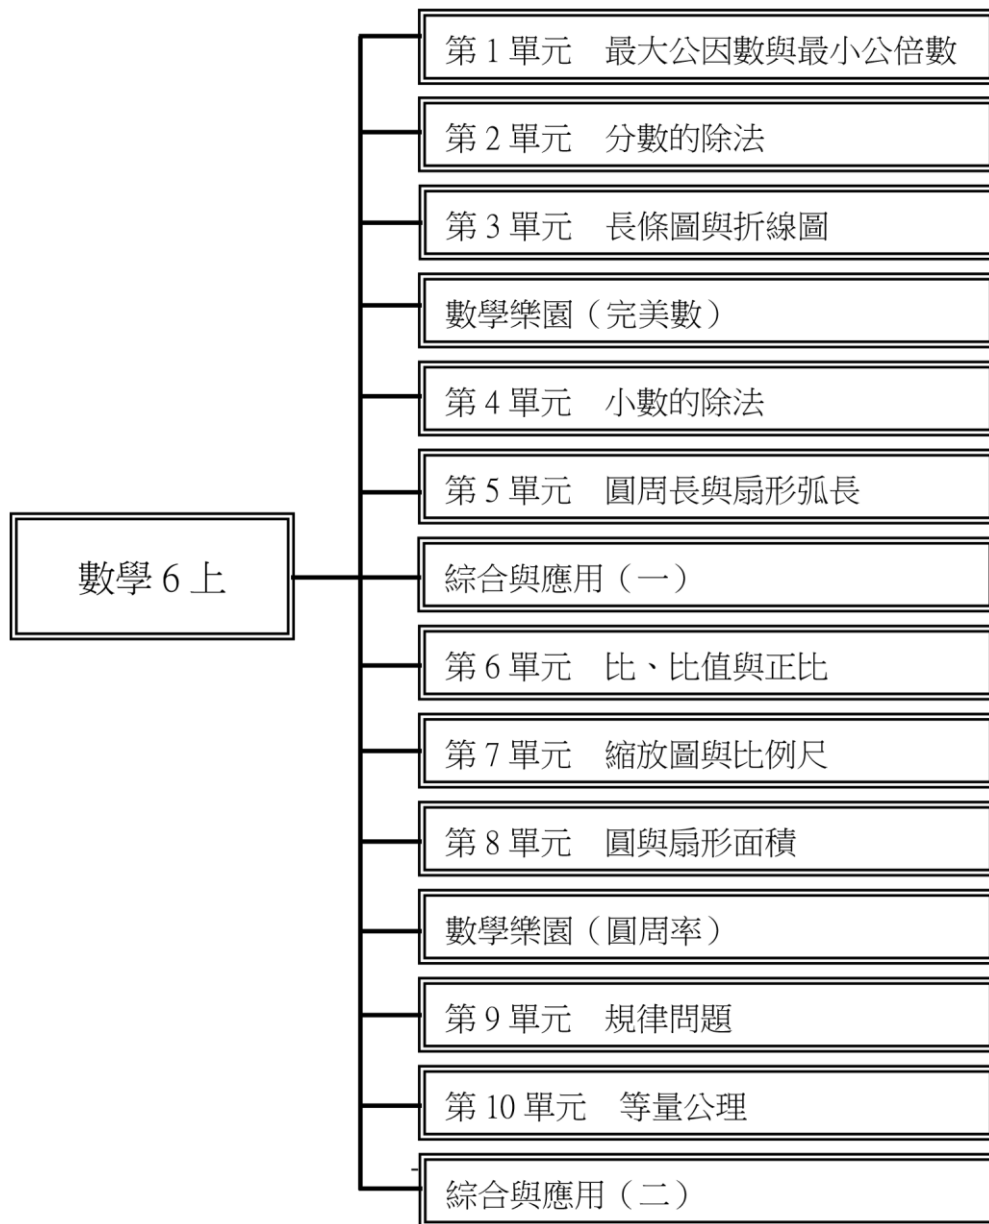 第 1 單元　最大公因數與最小公倍數
第 2 單元　分數的除法
第 3 單元　長條圖與折線圖
數學樂園（完美數）
第 4 單元　小數的除法
第 5 單元　圓周長與扇形弧長
數學 6 上
綜合與應用（一）
第 6 單元　比、比值與正比
第 7 單元　縮放圖與比例尺
第 8 單元　圓與扇形面積
數學樂園（圓周率）
第 9 單元　規律問題
第 10 單元　等量公理
綜合與應用（二）